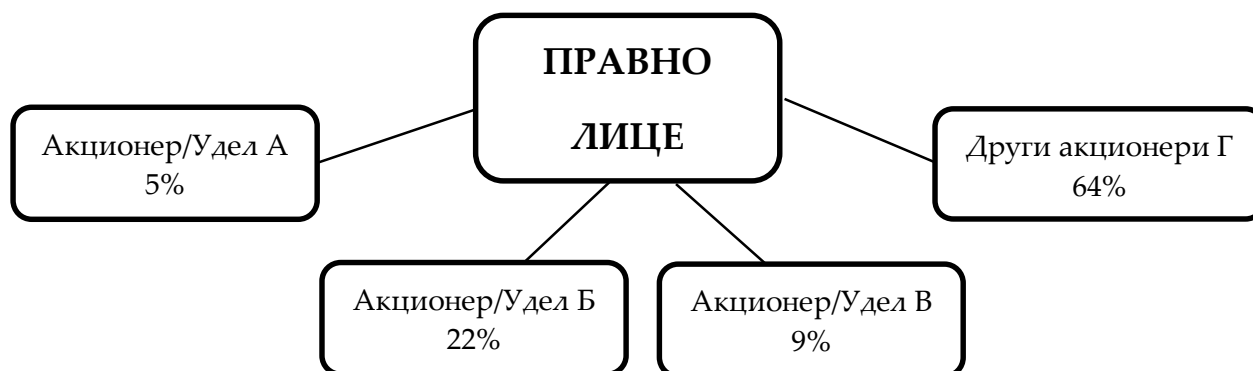 ПРАВНО
ЛИЦЕ
Акционер/Удел А
5%
Други акционери Г
64%
Акционер/Удел Б
22%
Акционер/Удел В
9%